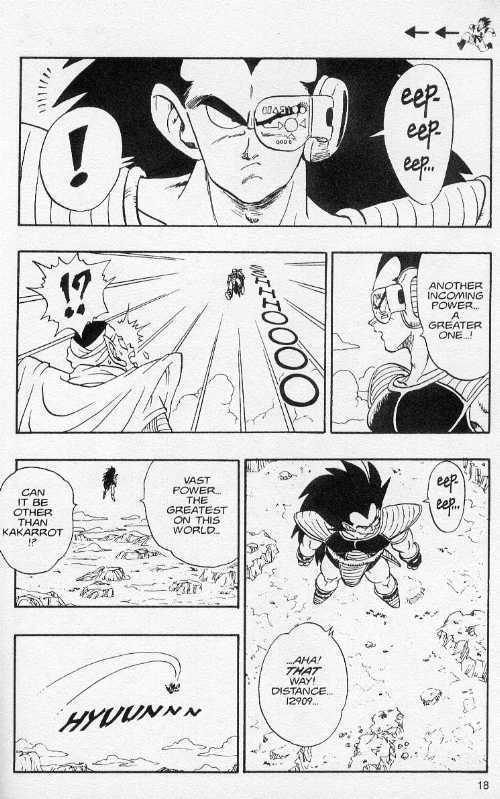 eep-
eep-
eep...
!
ANOTHER
INCOMING
POWER...
A
GREATER
ONE...!
!?
eep-
eep...
...AHA!
THAT
WAY!
DISTANCE...
12909...
VAST
POWER...
THE
GREATEST
ON THIS
WORLD...
CAN
IT BE
OTHER
THAN
KAKARROT
!?
HYUUNNN
18